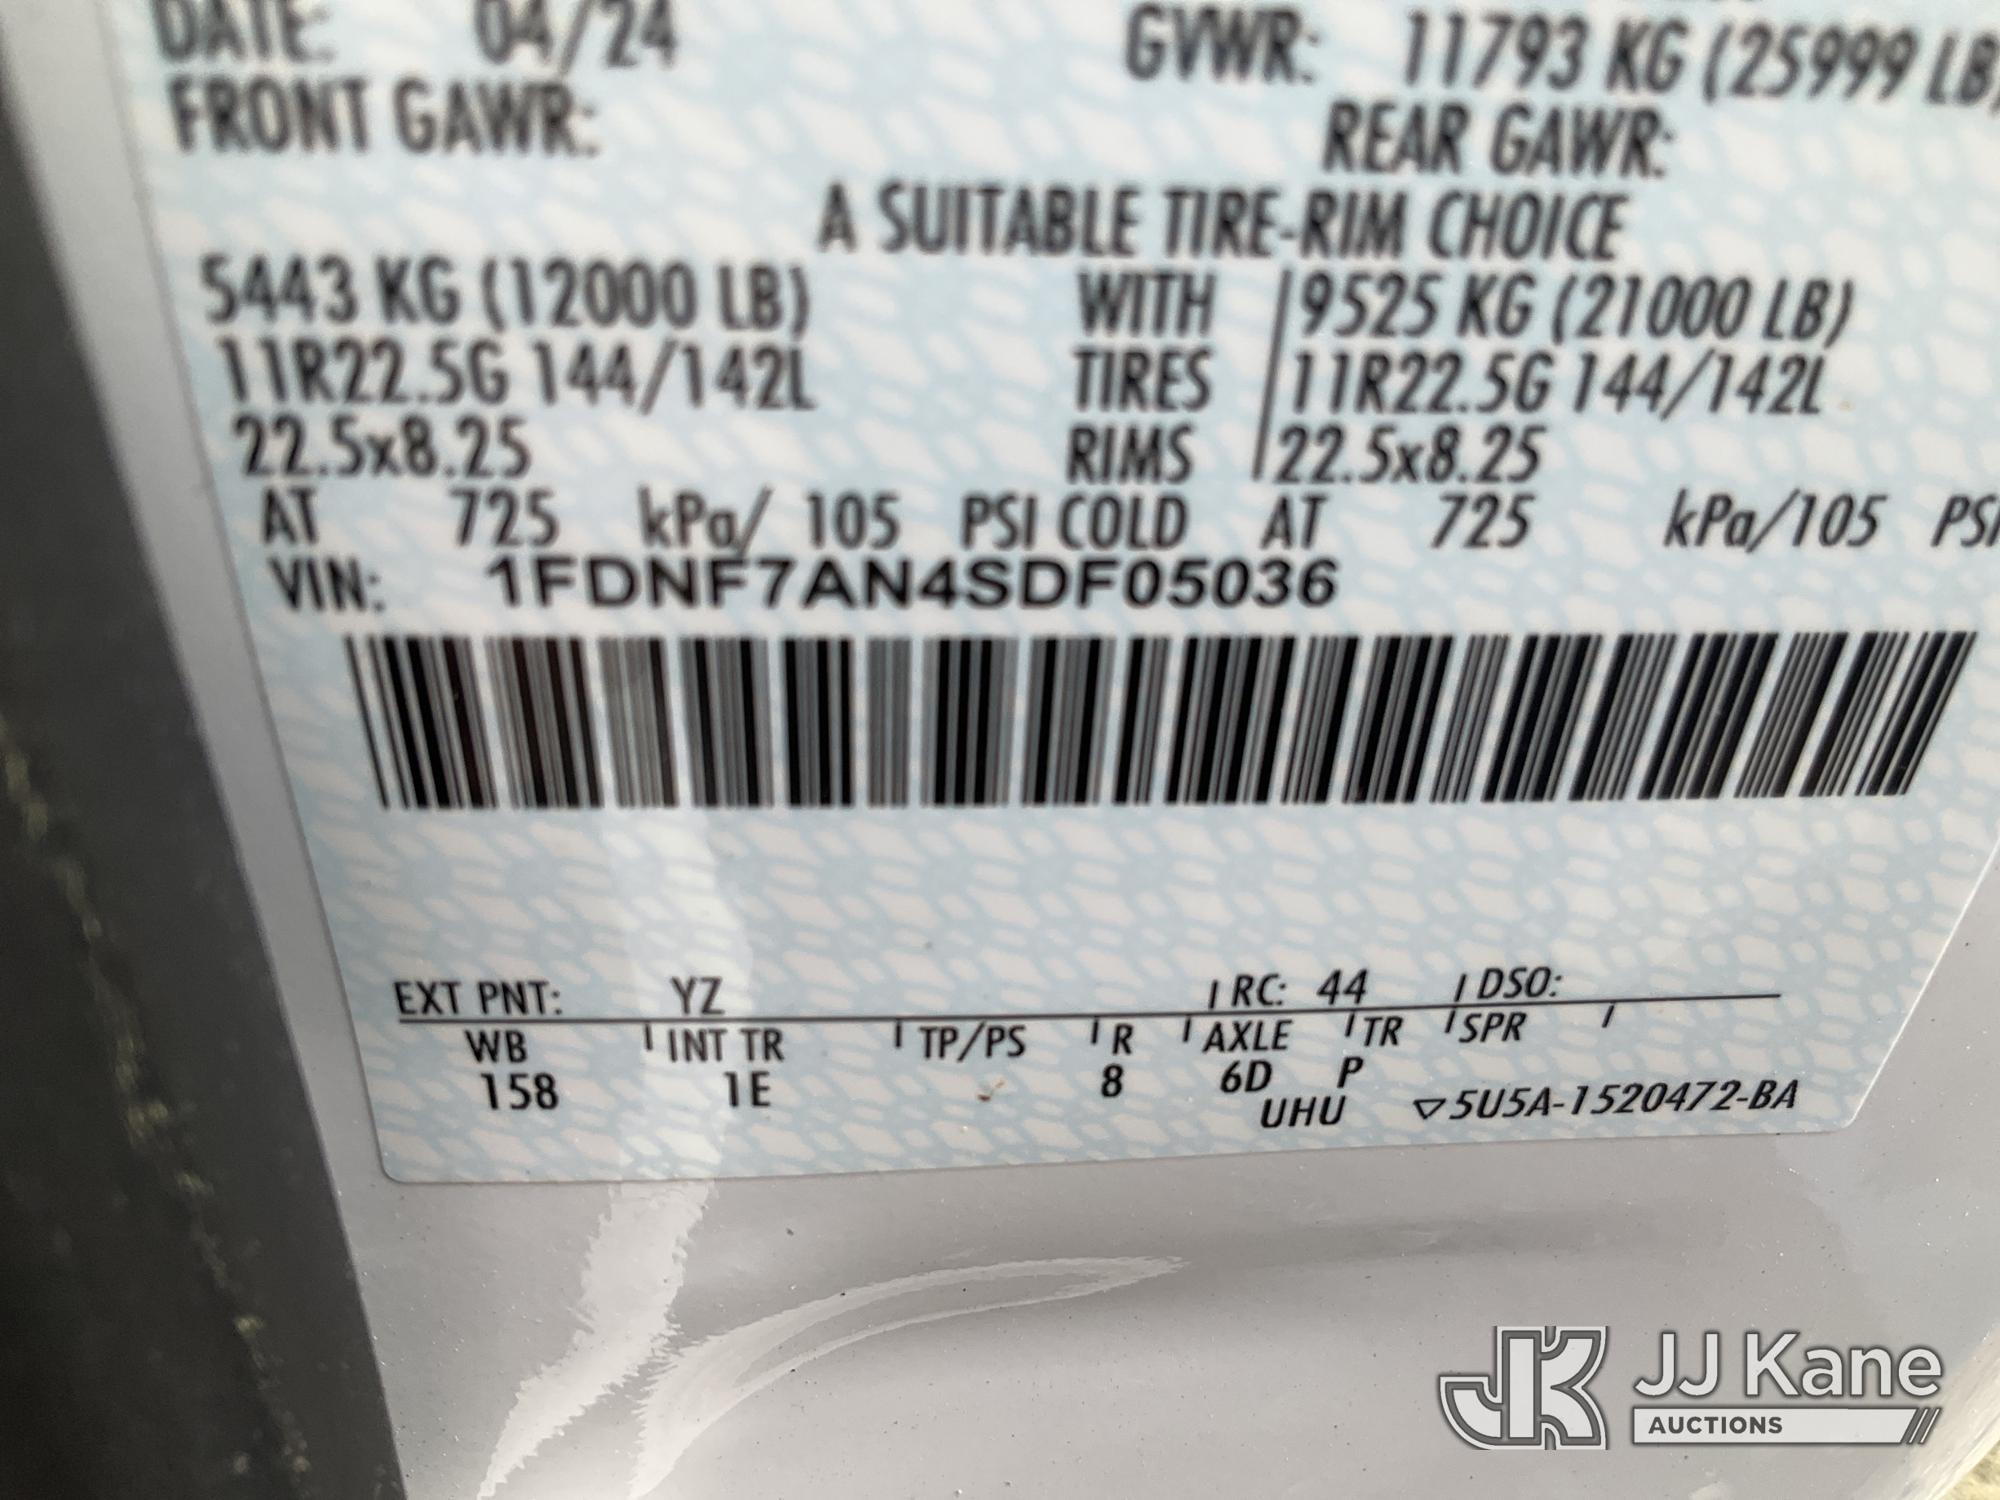 DATE: 04/24 GVWR: 11793 KG (25999 LB)
FRONT GAWR: REAR GAWR:
A SUITABLE TIRE-RIM CHOICE
5443 KG (12000 LB) WITH 9525 KG (21000 LB)
11R22.5G 144/142L TIRES 11R22.5G 144/142L
22.5x8.25 RIMS 22.5x8.25
AT 725 kPa/ 105 PSI COLD AT 725 kPa/105 PSI
VIN: 1FDNF7AN4SDF05036
EXT PNT: YZ RC: 44 DSO:
WB INT TR TP/PS R AXLE TR SPR
158 1E 8 6D P
UHU ▽5U5A-1520472-BA
JK JJ Kane
AUCTIONS